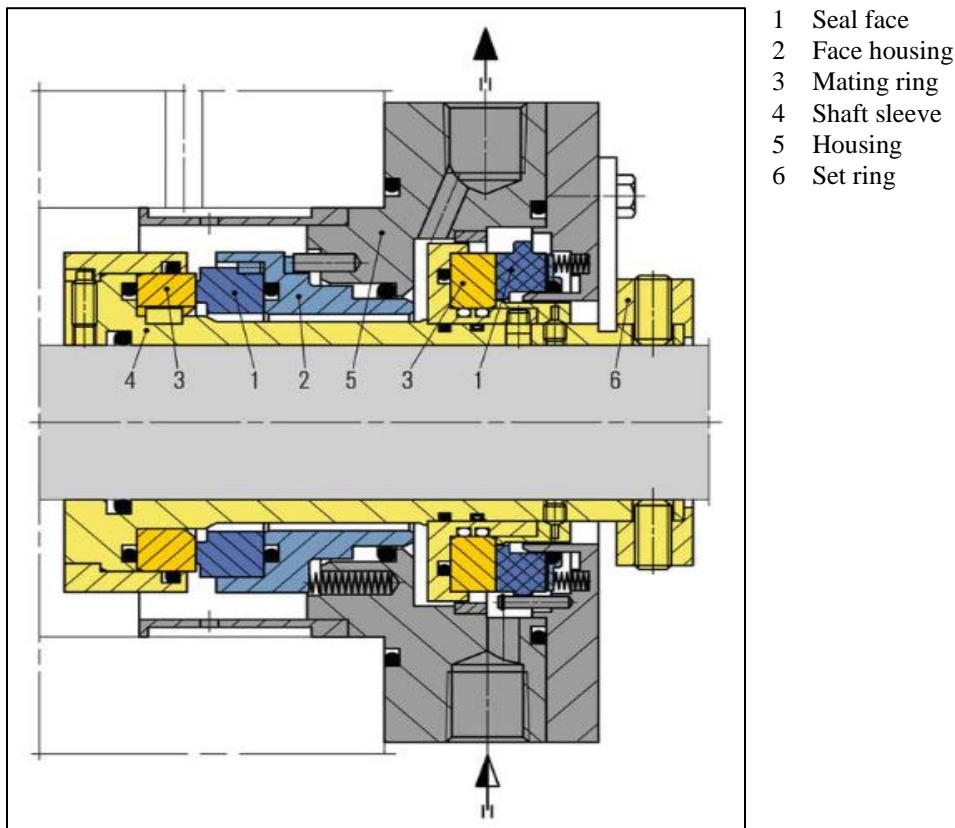 1 Seal face
2 Face housing
3 Mating ring
4 Shaft sleeve
5 Housing
6 Set ring
4 3 1 2 5 3 1 6